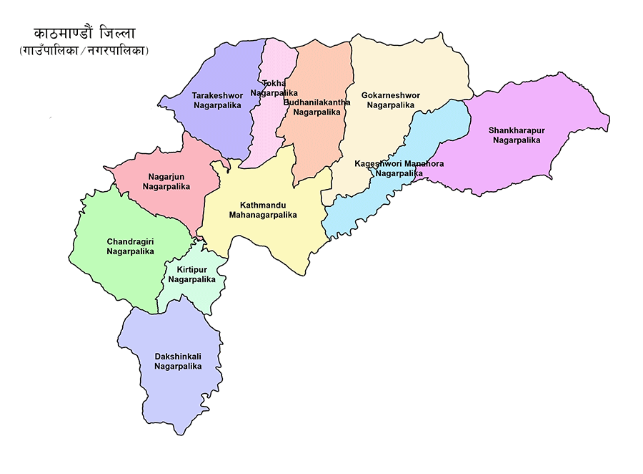 काठमाण्डौं जिल्ला
(गाउँपालिका/नगरपालिका)
Tarakeshwor
Nagarpalika
Tokha
Nagarpalika
Budhanilakantha
Nagarpalika
Gokarneshwor
Nagarpalika
Shankharapur
Nagarpalika
Kageshwori Manahora
Nagarpalika
Nagarjun
Nagarpalika
Kathmandu
Mahanagarpalika
Chandragiri
Nagarpalika
Kirtipur
Nagarpalika
Dakshinkali
Nagarpalika